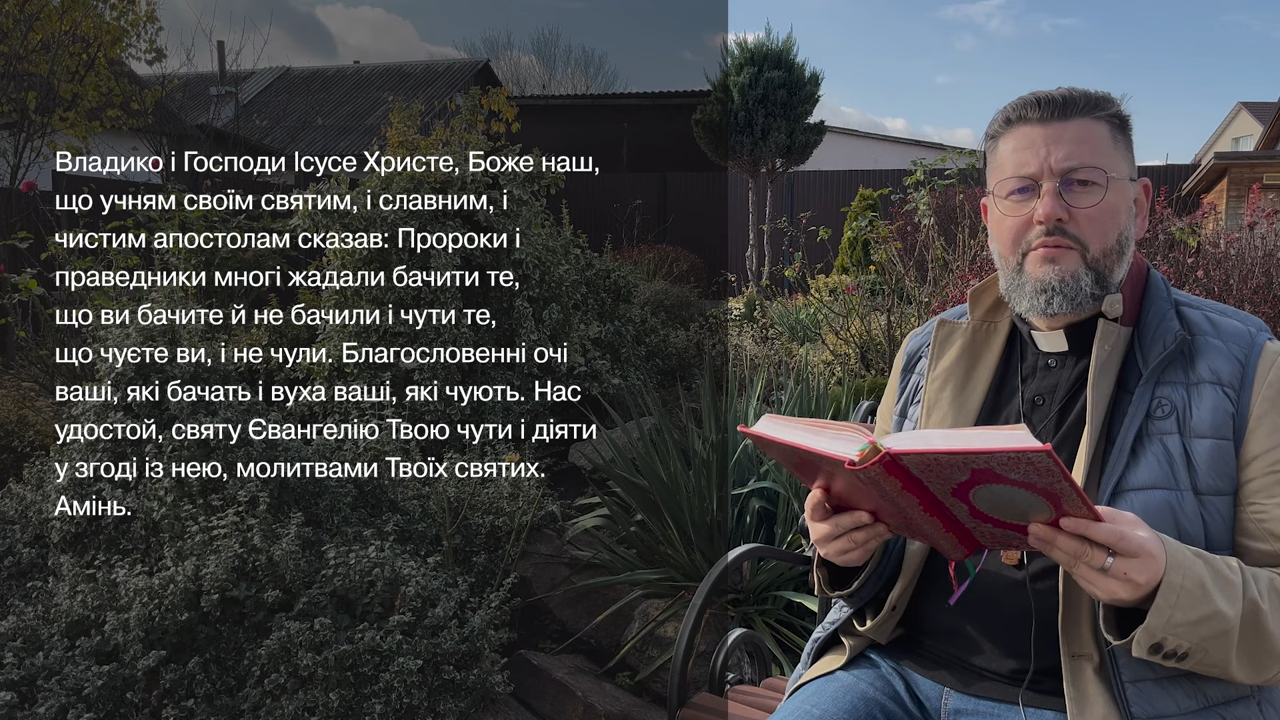 Владико і Господи Ісусе Христе, Боже наш,
що учням своїм святим, і славним, і
чистим апостолам сказав: Пророки і
праведники многі жадали бачити те,
що ви бачите й не бачили і чути те,
що чуєте ви, і не чули. Благословенні очі
ваші, які бачать і вуха ваші, які чують. Нас
удостой, святу Євангелію Твою чути і діяти
у згоді із нею, молитвами Твоїх святих.
Амінь.